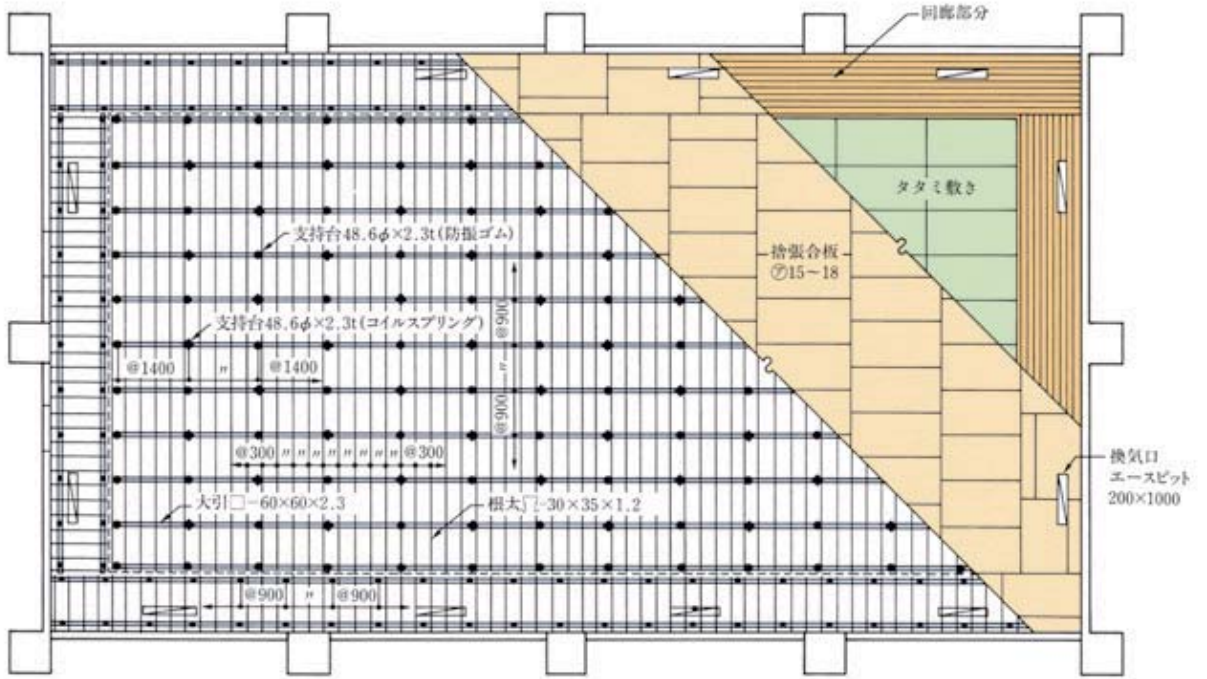 回廊部分
タタミ敷き
支持台48.6φ×2.3t(防振ゴム)
捨張合板
㋐15～18
支持台48.6φ×2.3t(コイルスプリング)
@1400 〃 @1400
@900 〃 @900
@300 〃 〃 〃 〃 〃 〃 〃 @300
大引□-60×60×2.3
根太 30×35×1.2
換気口
エースピット
200×1000
@900 〃 @900